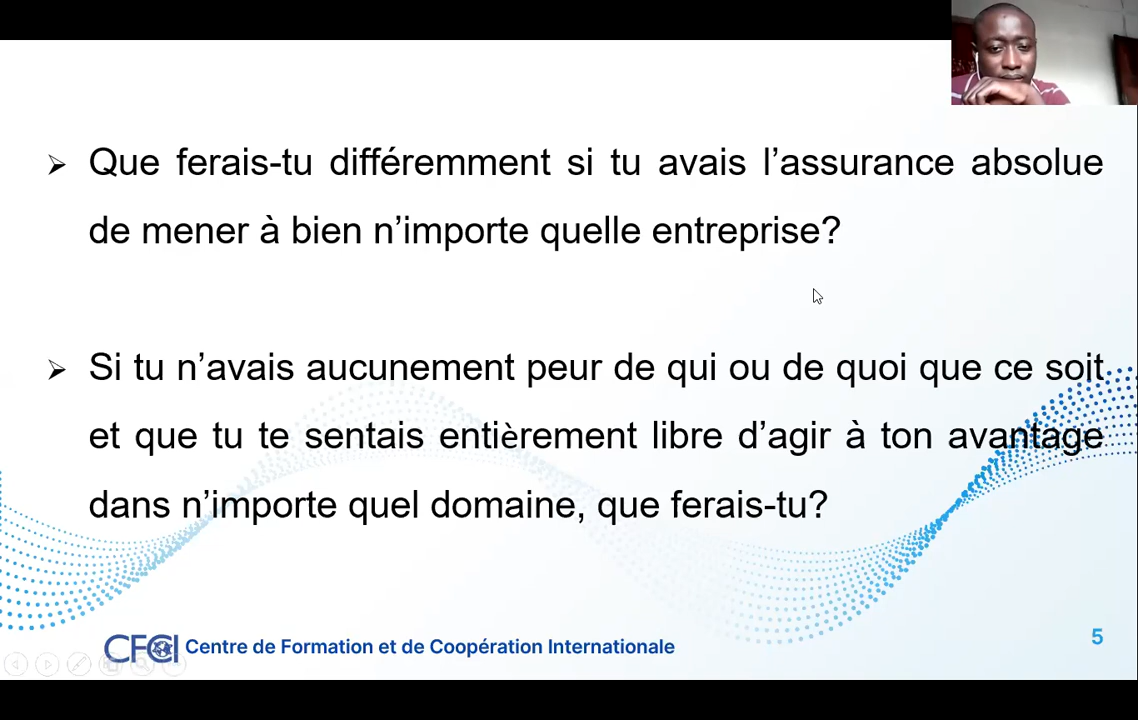 ➢ Que ferais-tu différemment si tu avais l’assurance absolue
de mener à bien n’importe quelle entreprise?
➢ Si tu n’avais aucunement peur de qui ou de quoi que ce soit
et que tu te sentais entièrement libre d’agir à ton avantage
dans n’importe quel domaine, que ferais-tu?
CFCI Centre de Formation et de Coopération Internationale
5